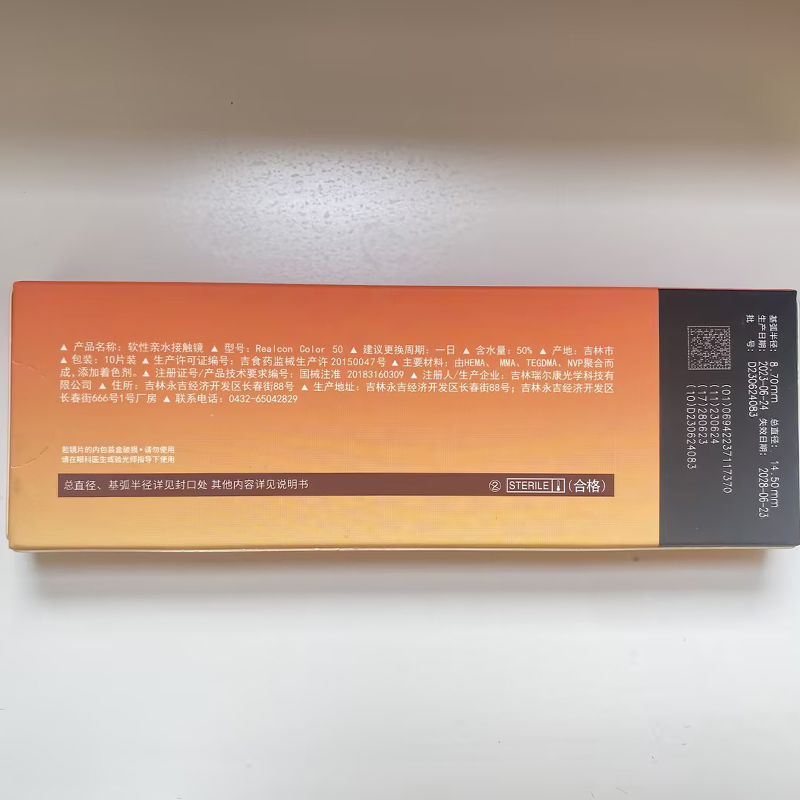 ▲ 产品名称：软性亲水接触镜 ▲ 型号：Realcon Color 50 ▲ 建议更换周期：一日 ▲ 含水量：50% ▲ 产地：吉林市
▲ 包装：10片装 ▲ 生产许可证编号：吉食药监械生产许20150047号 ▲ 主要材料：由HEMA、MMA、TEGDMA、NVP聚合而
成,添加着色剂。▲ 注册证号/产品技术要求编号：国械注准 20183160309 ▲ 注册人/生产企业：吉林瑞尔康光学科技有
限公司 ▲ 住所：吉林永吉经济开发区长春街88号 ▲ 生产地址：吉林永吉经济开发区长春街88号；吉林永吉经济开发区
长春街666号1号厂房 ▲ 联系电话：0432-65042829
若镜片的内包装盒破损，请勿使用
请在眼科医生或验光师指导下使用
总直径、基弧半径详见封口处 其他内容详见说明书
② STERILE (合格)
基弧半径： 8.70mm 总直径： 14.50mm
生产日期： 2023-06-24 失效日期： 2028-06-23
批 号： D230624083
(01)06942237117370
(11)230624
(17)280623
(10)D230624083